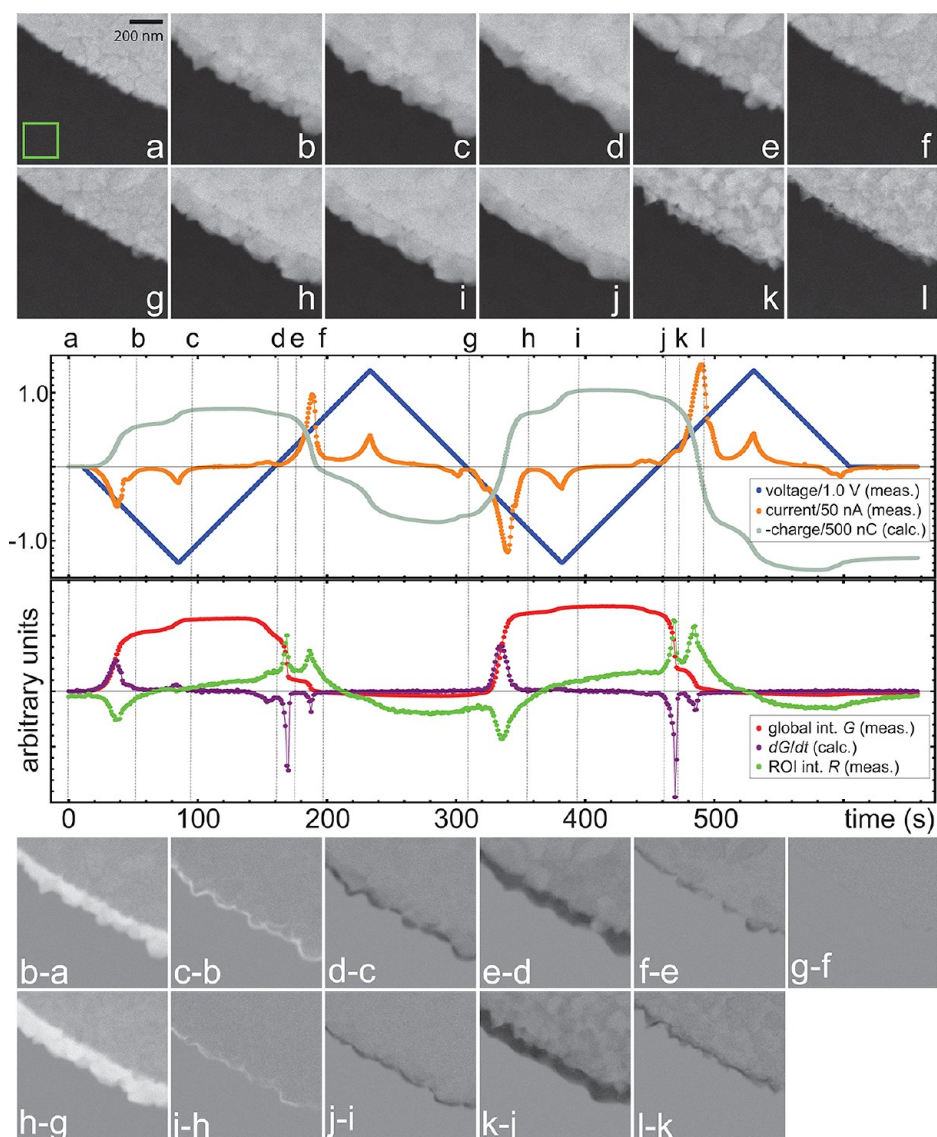 200 nm
a b c d e f
g h i j k l
a b c d e f g h i j k l
1.0
-1.0
voltage/1.0 V (meas.)
current/50 nA (meas.)
-charge/500 nC (calc.)
arbitrary units
global int. G (meas.)
dG/dt (calc.)
ROI int. R (meas.)
0 100 200 300 400 500 time (s)
b-a c-b d-c e-d f-e g-f
h-g i-h j-i k-j l-k